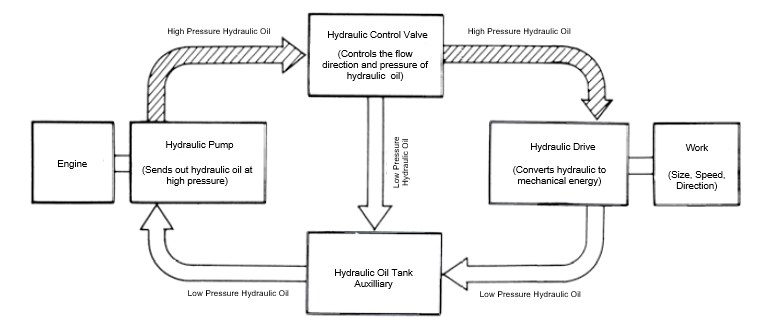 High Pressure Hydraulic Oil
Hydraulic Control Valve
(Controls the flow
direction and pressure of
hydraulic oil)
High Pressure Hydraulic Oil
Engine
Hydraulic Pump
(Sends out hydraulic oil at
high pressure)
Low Pressure
Hydraulic Oil
Hydraulic Drive
(Converts hydraulic to
mechanical energy)
Work
(Size, Speed,
Direction)
Hydraulic Oil Tank
Auxilliary
Low Pressure Hydraulic Oil
Low Pressure Hydraulic Oil